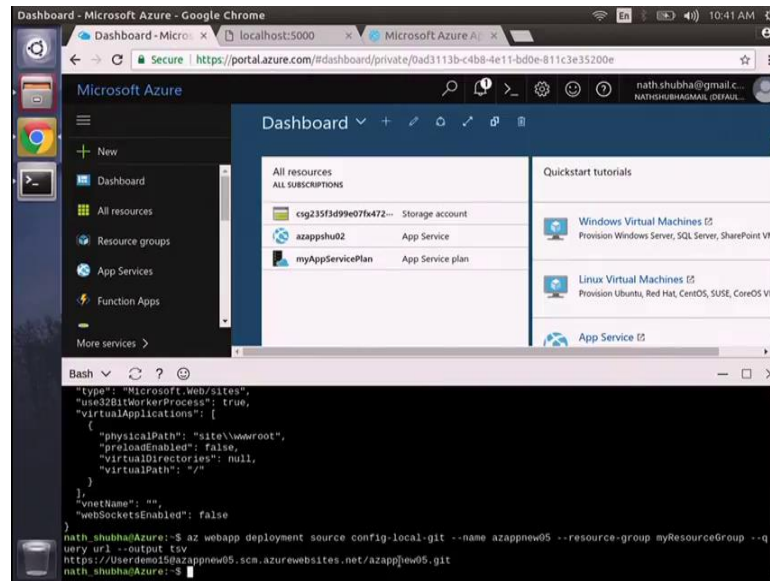 Dashboard - Microsoft Azure - Google Chrome
En
10:41 AM
Dashboard - Micros
localhost:5000
Microsoft Azure Ap
Secure | https://portal.azure.com/#dashboard/private/0ad3113b-c4b8-4e11-bd0e-811c3e35200e
Microsoft Azure
nath.shubha@gmail.c...
NATHSHUBHAGMAIL (DEFAUL...
Dashboard
New
Dashboard
All resources
Resource groups
App Services
Function Apps
More services
All resources
ALL SUBSCRIPTIONS
csg235f3d99e07fx472... Storage account
azappshu02 App Service
myAppServicePlan App Service plan
Quickstart tutorials
Windows Virtual Machines
Provision Windows Server, SQL Server, SharePoint V
Linux Virtual Machines
Provision Ubuntu, Red Hat, CentOS, SUSE, CoreOS V
App Service
Bash
"type": "Microsoft.Web/sites",
"use32BitWorkerProcess": true,
"virtualApplications": [
{
"physicalPath": "site\\wwwroot",
"preloadEnabled": false,
"virtualDirectories": null,
"virtualPath": "/"
}
],
"vnetName": "",
"webSocketsEnabled": false
}
nath_shubha@Azure:~$ az webapp deployment source config-local-git --name azappnew05 --resource-group myResourceGroup --q
uery url --output tsv
https://Userdemo15@azappnew05.scm.azurewebsites.net/azappnew05.git
nath_shubha@Azure:~$